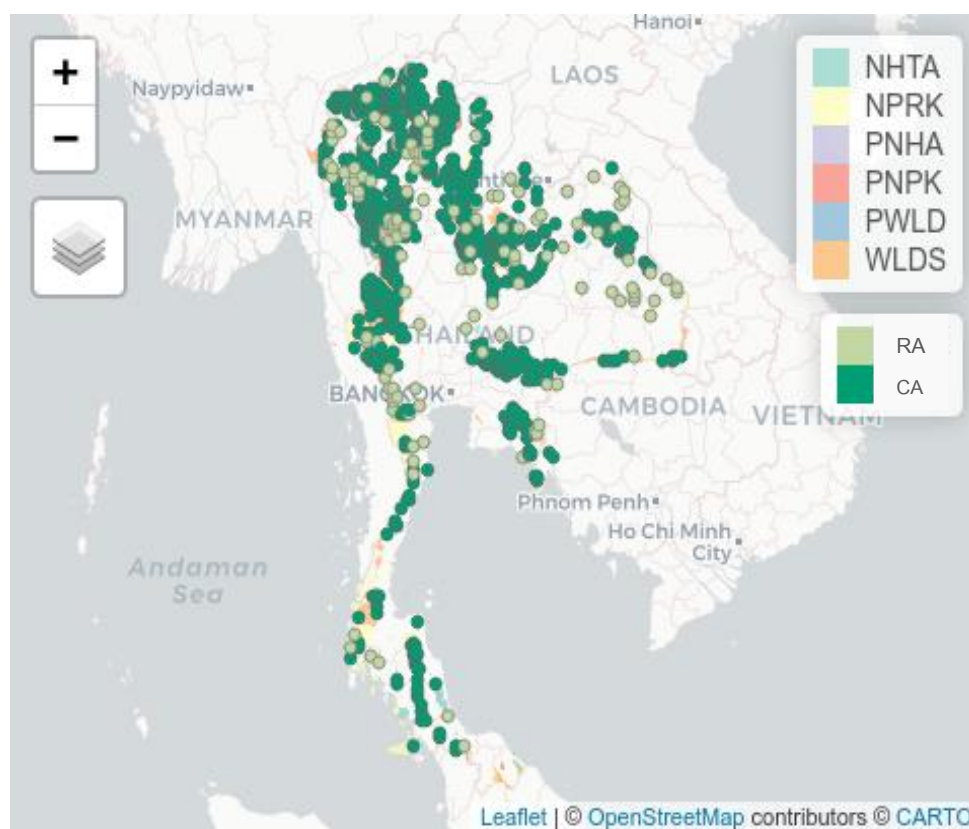 Hanoi
+
LAOS
NHTA
NPRK
PNHA
PNPK
PWLD
WLDS
Naypyidaw
−
MYANMAR
THAILAND
RA
CA
BANGKOK
CAMBODIA
VIETNAM
Phnom Penh
Ho Chi Minh
City
Andaman
Sea
Leaflet | © OpenStreetMap contributors © CARTO